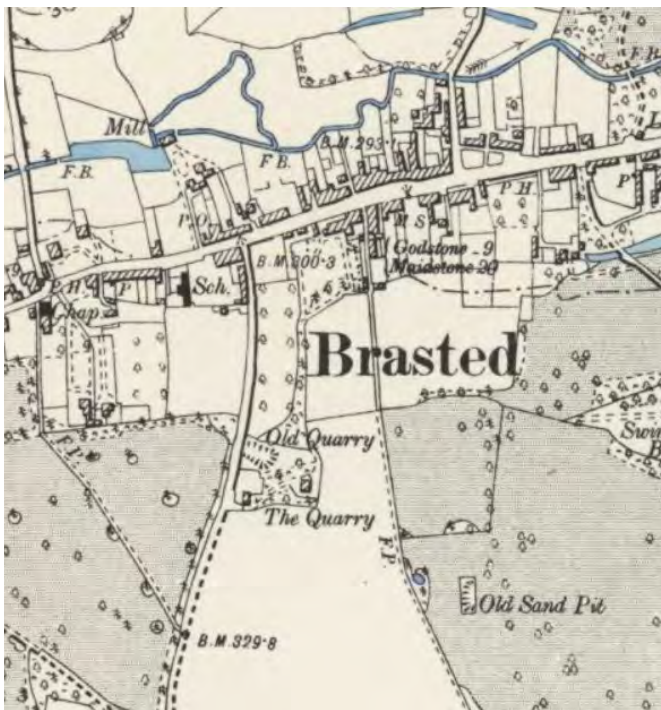 Mill
F.B.
F.B.
F.B.
B.M.293·
P.O.
P.H.
P
M.S.
Godstone 9
Maidstone 20
B.M.300·3
P.H.
P
Sch.
Chap.
Brasted
F.P.
Old Quarry
The Quarry
F.P.
Old Sand Pit
B.M.329·8